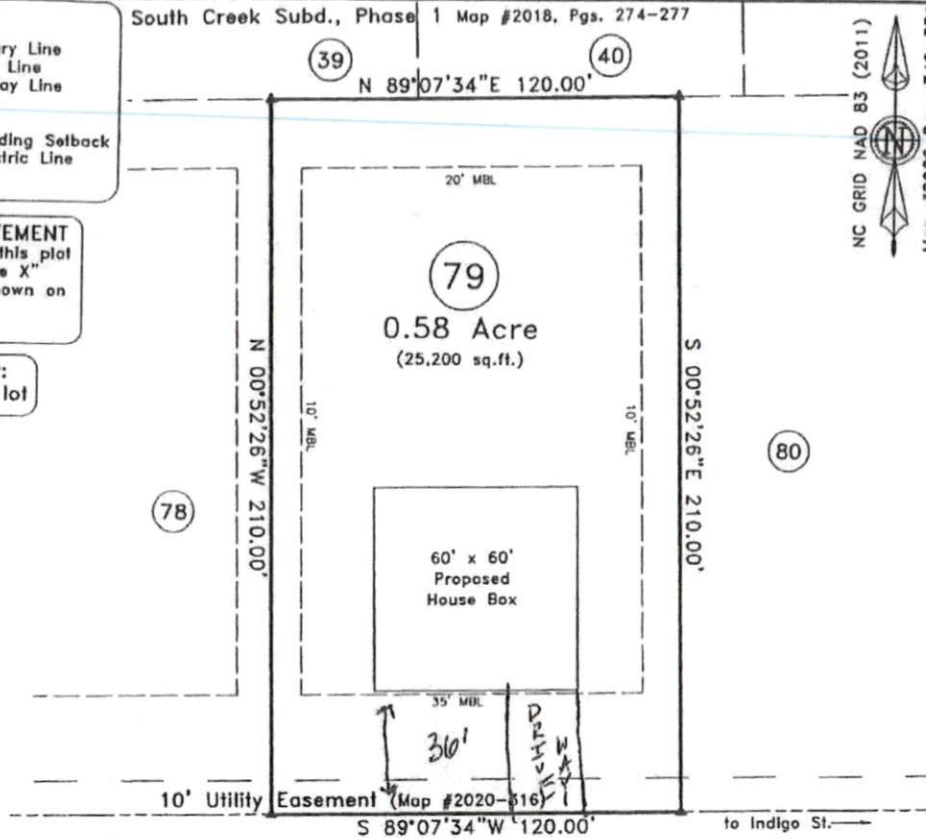 South Creek Subd., Phase 1 Map #2018, Pgs. 274-277
39
40
N 89°07'34"E 120.00'
ry Line
Line
ay Line
ding Setback
tric Line
EMENT
this plot
e X"
own on
:
lot
NC GRID NAD 83 (2011)
N
20' MBL
79
0.58 Acre
(25,200 sq.ft.)
N 00°52'26"W 210.00'
10' MBL
10' MBL
S 00°52'26"E 210.00'
80
78
60' x 60'
Proposed
House Box
35' MBL
36'
DRIVE
WAY
10' Utility Easement (Map #2020-316)
S 89°07'34"W 120.00'
to Indigo St.